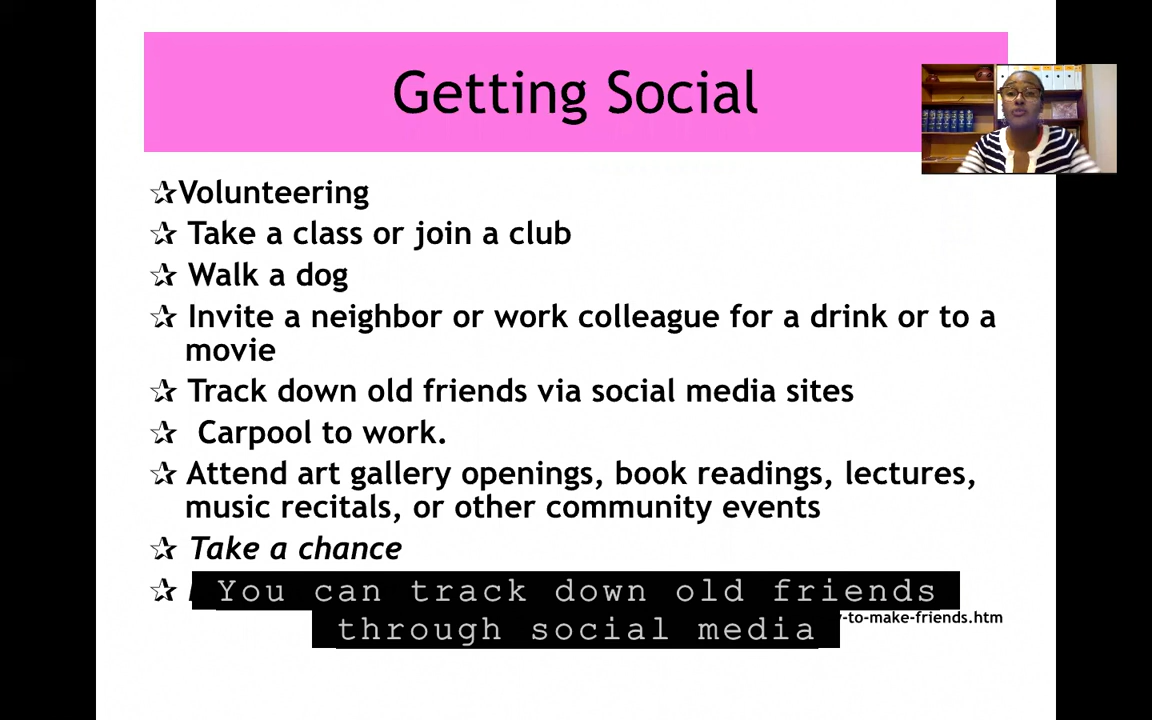 Getting Social
☆Volunteering
☆ Take a class or join a club
☆ Walk a dog
☆ Invite a neighbor or work colleague for a drink or to a
movie
☆ Track down old friends via social media sites
☆ Carpool to work.
☆ Attend art gallery openings, book readings, lectures,
music recitals, or other community events
☆ Take a chance
☆
You can track down old friends
-to-make-friends.htm
through social media